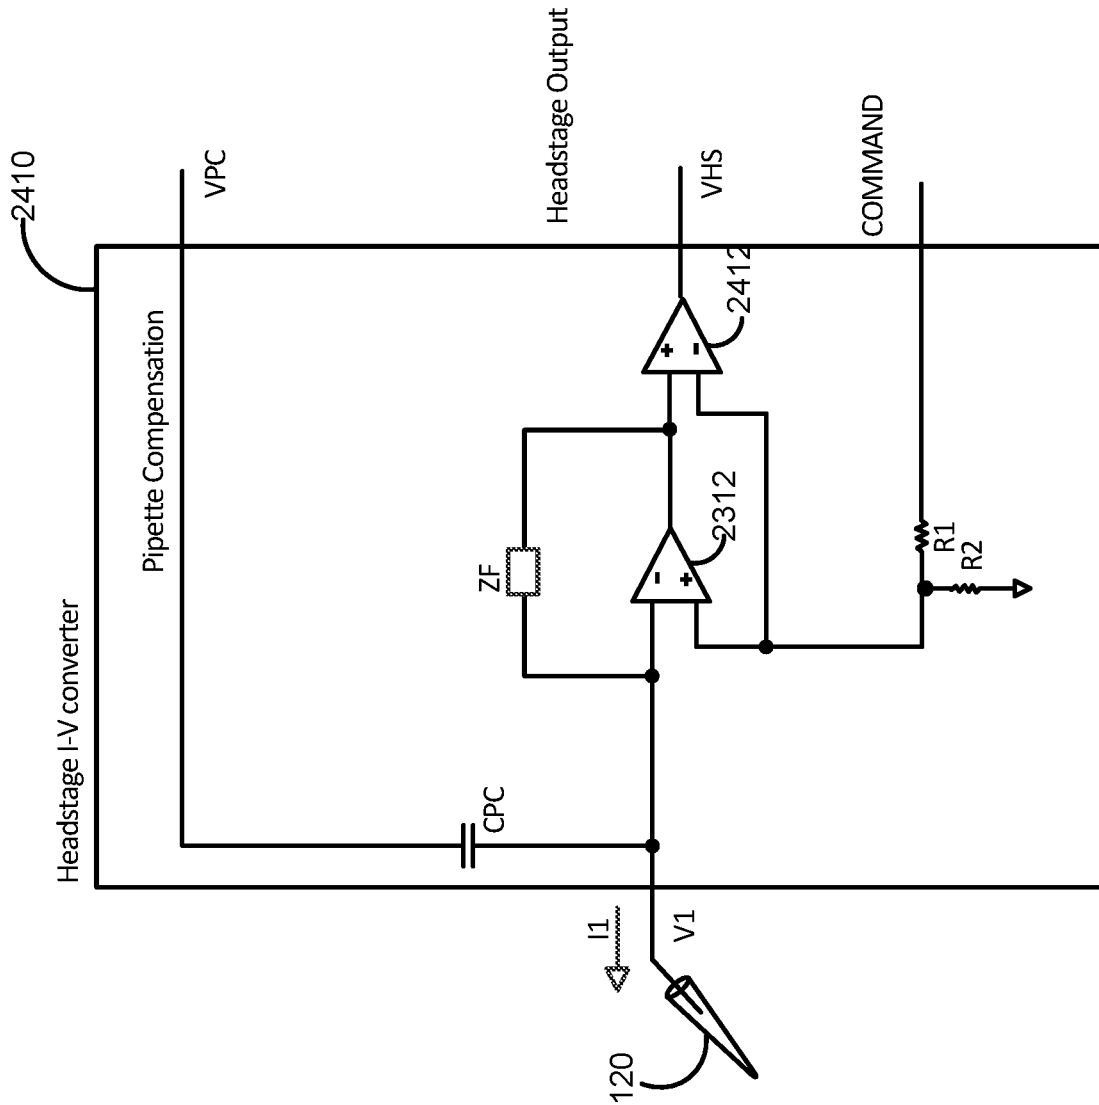 2410
Headstage I-V converter
Pipette Compensation
VPC
CPC
ZF
Headstage Output
I1
V1
120
-
+
2312
+
-
2412
VHS
COMMAND
R1
R2